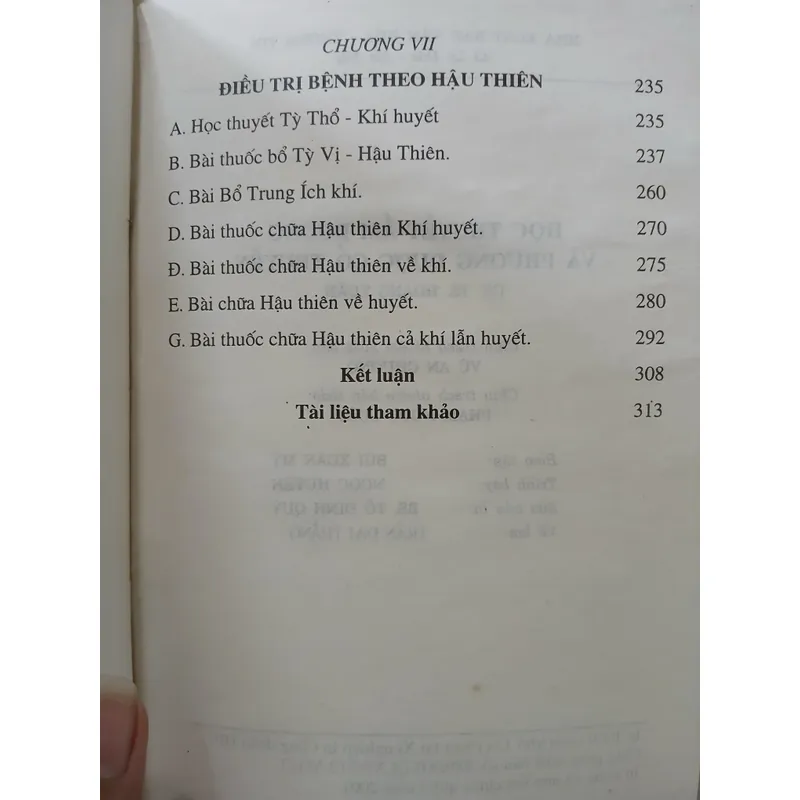 CHƯƠNG VII
ĐIỀU TRỊ BỆNH THEO HẬU THIÊN 235
A. Học thuyết Tỳ Thổ - Khí huyết 235
B. Bài thuốc bổ Tỳ Vị - Hậu Thiên. 237
C. Bài Bổ Trung Ích khí. 260
D. Bài thuốc chữa Hậu thiên Khí huyết. 270
Đ. Bài thuốc chữa Hậu thiên về khí. 275
E. Bài chữa Hậu thiên về huyết. 280
G. Bài thuốc chữa Hậu thiên cả khí lẫn huyết. 292
Kết luận 308
Tài liệu tham khảo 313